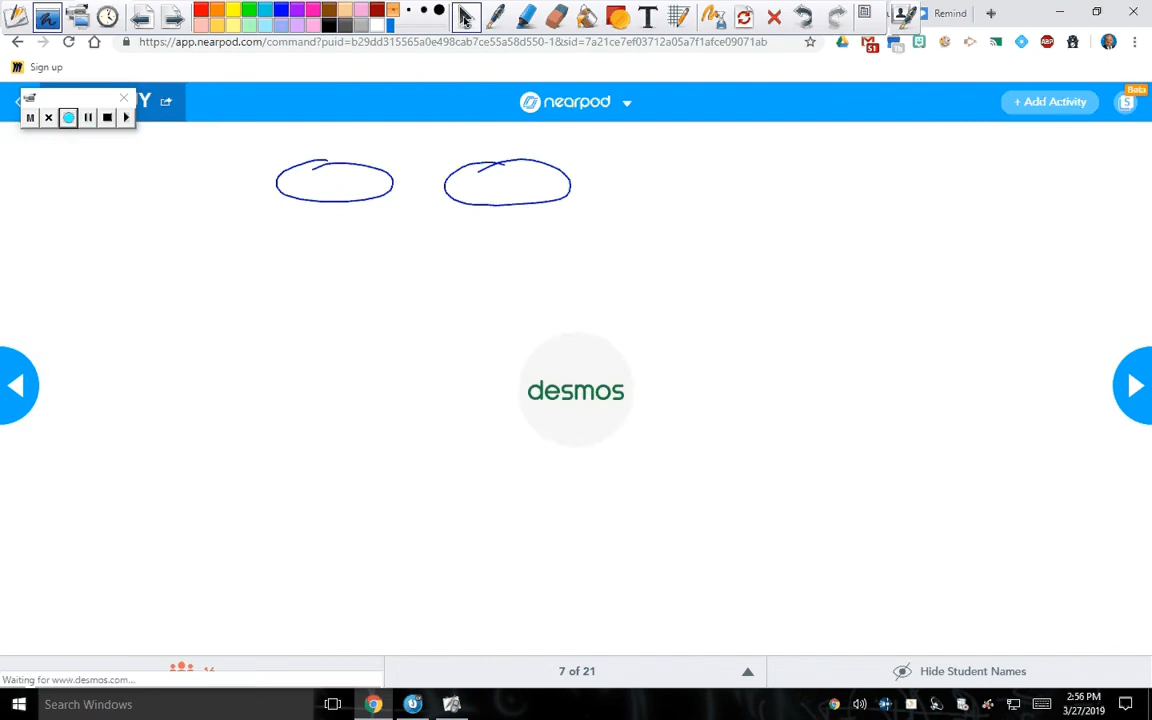 Remind
https://app.nearpod.com/command?puid=b29dd315565a0e498cab7ce55a58d550-1&sid=7a21ce7ef03712a05a7f1afce09071ab
Sign up
Y
nearpod
+ Add Activity
Beta
M
desmos
7 of 21
Hide Student Names
Waiting for www.desmos.com...
Search Windows
2:56 PM
3/27/2019